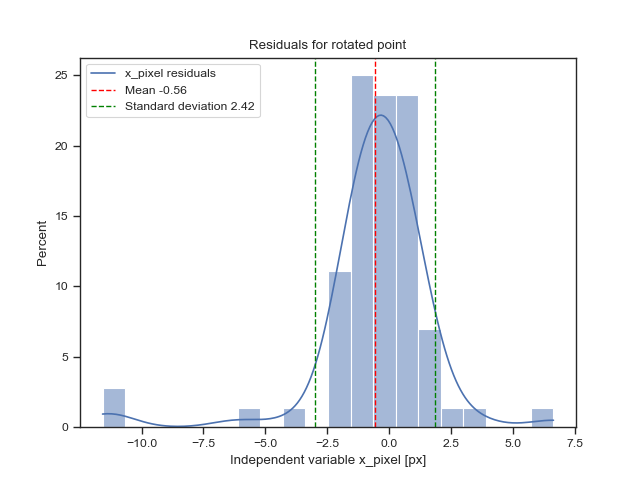 Residuals for rotated point
x_pixel residuals
Mean -0.56
Standard deviation 2.42
25
20
15
10
5
0
Percent
−10.0 −7.5 −5.0 −2.5 0.0 2.5 5.0 7.5
Independent variable x_pixel [px]